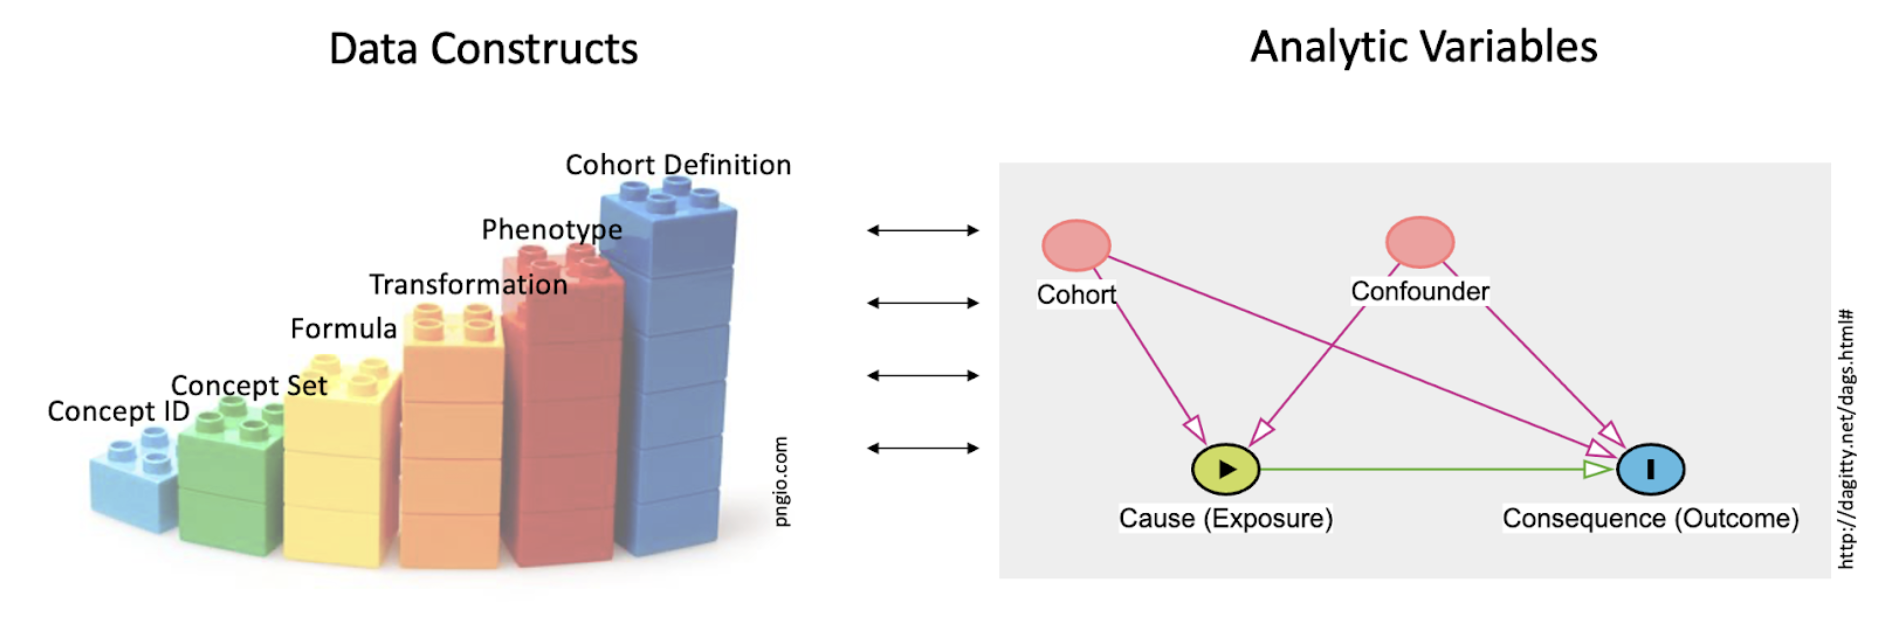 Data Constructs
Analytic Variables
Cohort Definition
Phenotype
Transformation
Formula
Concept Set
Concept ID
pngio.com
Cohort
Confounder
Cause (Exposure)
Consequence (Outcome)
http://dagitty.net/dags.html#